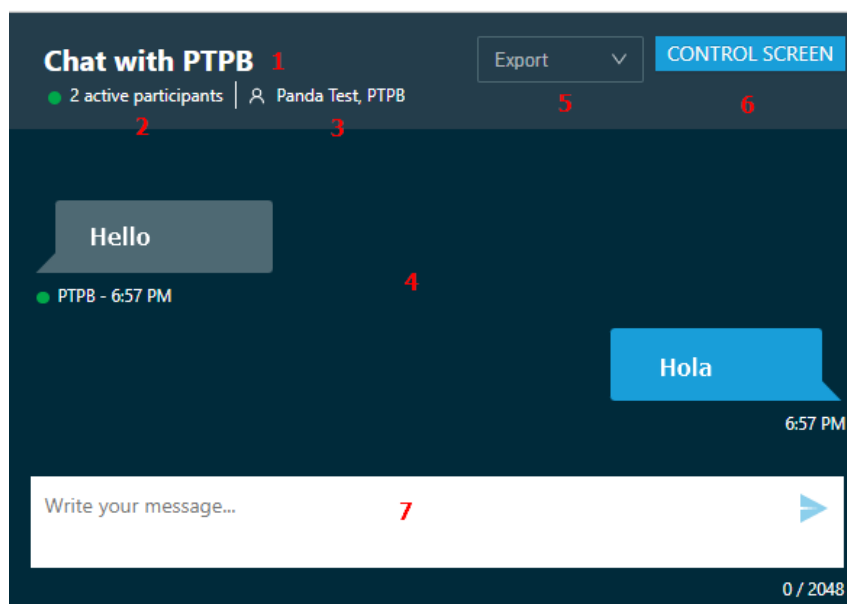 Chat with PTPB 1
Export 5
CONTROL SCREEN 6
2 active participants 2
Panda Test, PTPB 3
Hello
4
PTPB - 6:57 PM
Hola
6:57 PM
Write your message... 7
0 / 2048